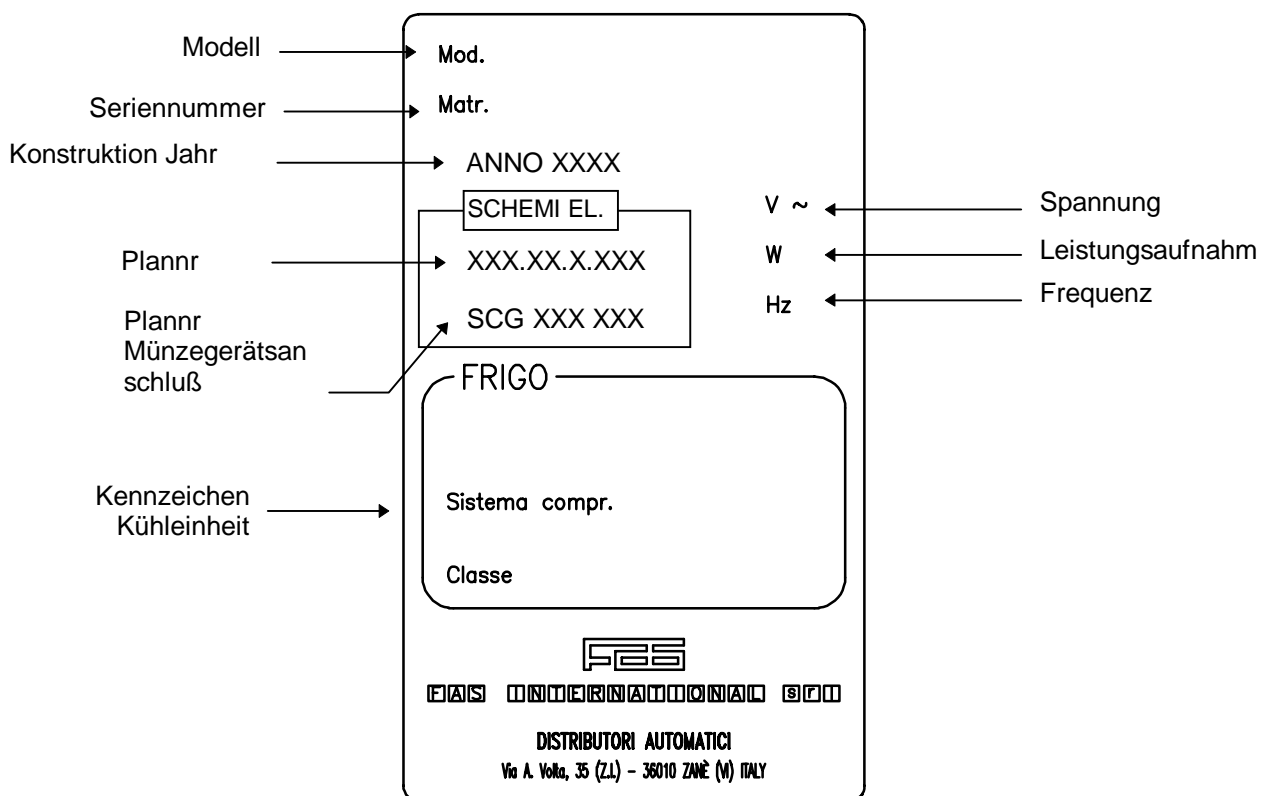 Modell
Mod.
Seriennummer
Matr.
Konstruktion Jahr
ANNO XXXX
SCHEMI EL.
V ~
Spannung
Plannr
XXX.XX.X.XXX
W
Leistungsaufnahm
Hz
Frequenz
Plannr
Münzegerätsan
schluß
SCG XXX XXX
FRIGO
Kennzeichen
Kühleinheit
Sistema compr.
Classe
Fas
FAS INTERNATIONAL srl
DISTRIBUTORI AUTOMATICI
Via A. Volta, 35 (Z.I.) – 36010 ZANÈ (VI) ITALY